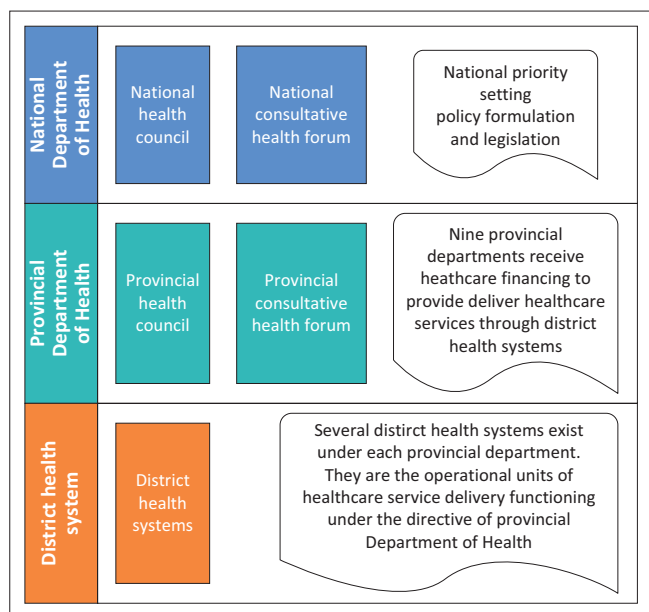 National
Department
of Health
National
health
council
National
consultative
health forum
National priority
setting
policy formulation
and legislation
Provincial
Department
of Health
Provincial
health
council
Provincial
consultative
health forum
Nine provincial
departments receive
heathcare financing to
provide deliver healthcare
services through district
health systems
District health
system
District
health
systems
Several distirct health systems exist
under each provincial department.
They are the operational units of
healthcare service delivery functioning
under the directive of provincial
Department of Health